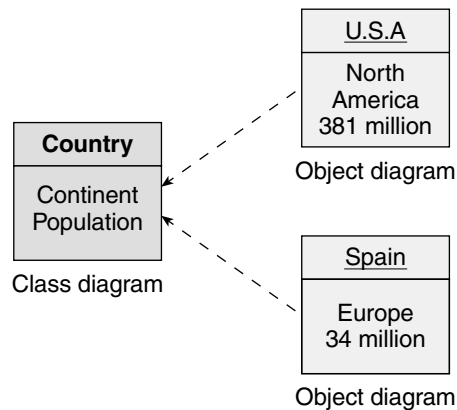 U.S.A
North
America
381 million
Object diagram
Country
Continent
Population
Class diagram
Spain
Europe
34 million
Object diagram